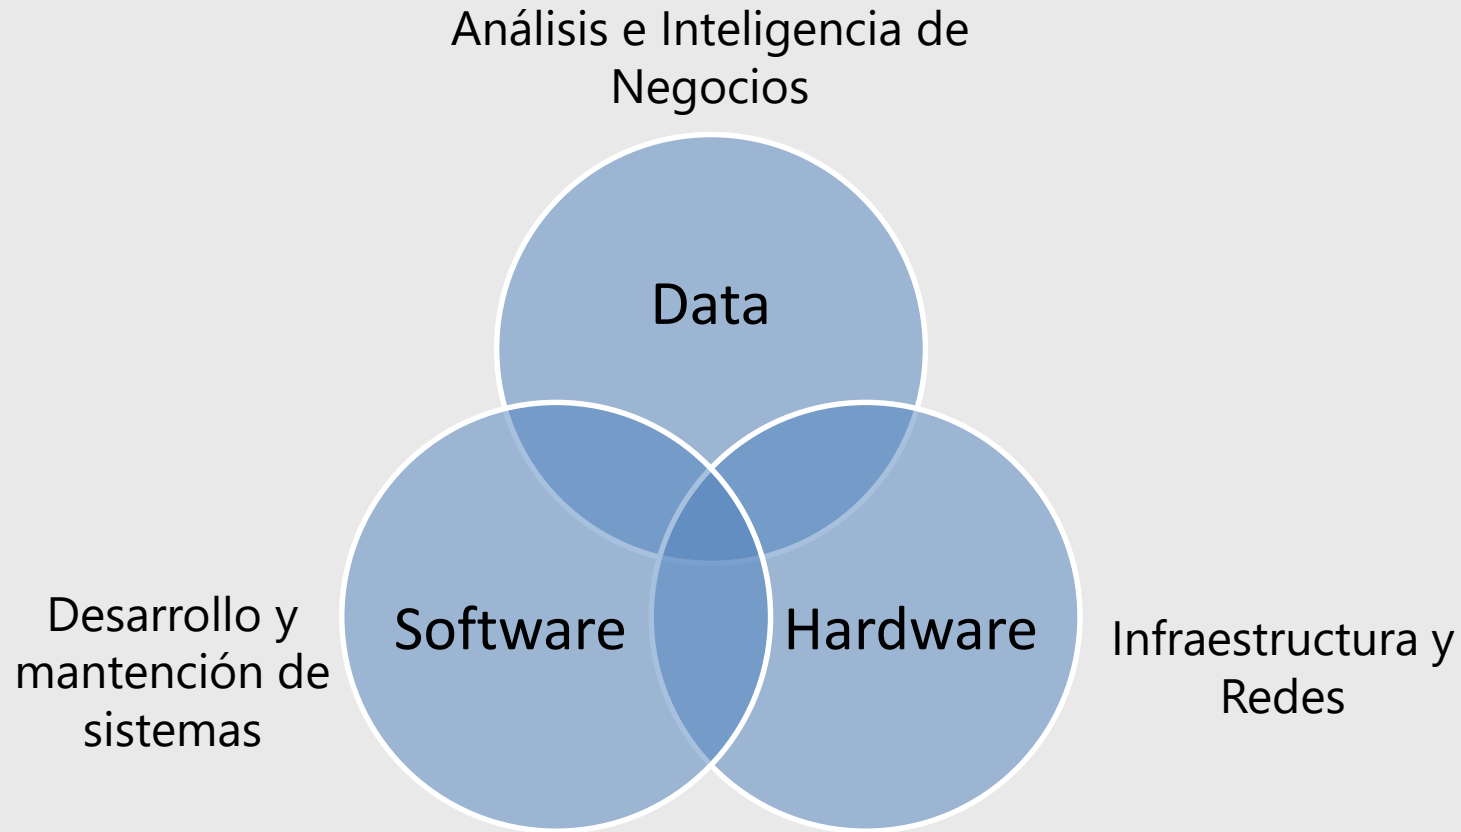 Análisis e Inteligencia de
Negocios
Data
Software
Hardware
Desarrollo y
mantención de
sistemas
Infraestructura y
Redes